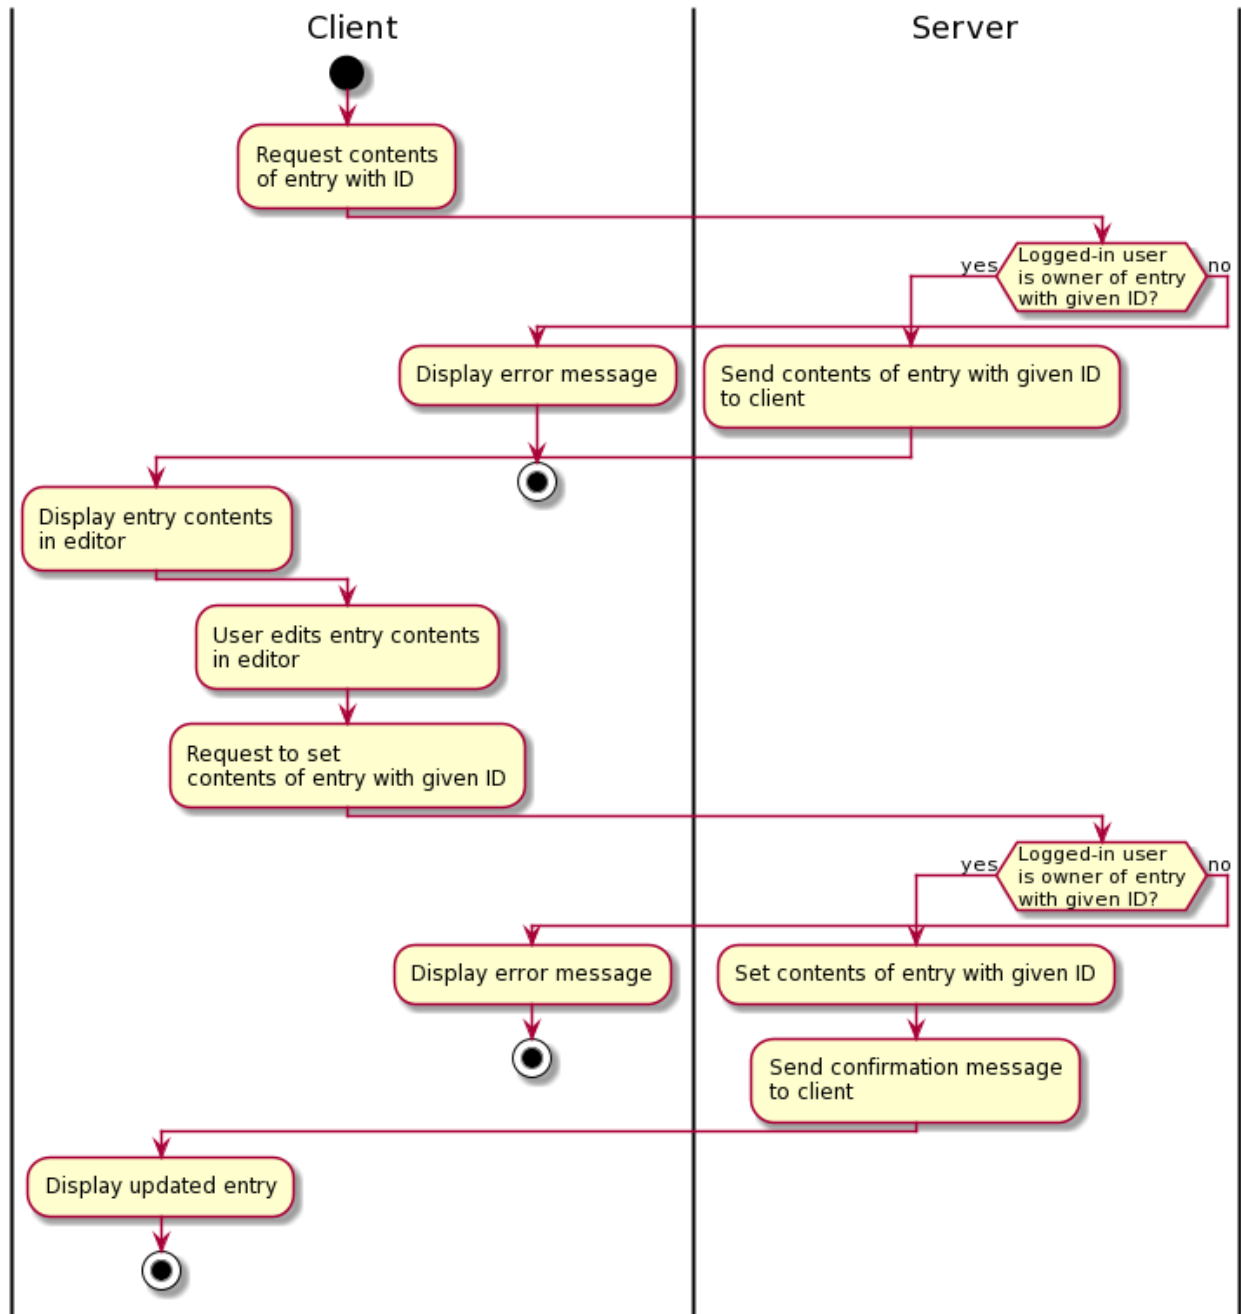 Client
Server
Request contents
of entry with ID
Logged-in user
is owner of entry
with given ID?
yes
no
Display error message
Send contents of entry with given ID
to client
Display entry contents
in editor
User edits entry contents
in editor
Request to set
contents of entry with given ID
Logged-in user
is owner of entry
with given ID?
yes
no
Display error message
Set contents of entry with given ID
Send confirmation message
to client
Display updated entry